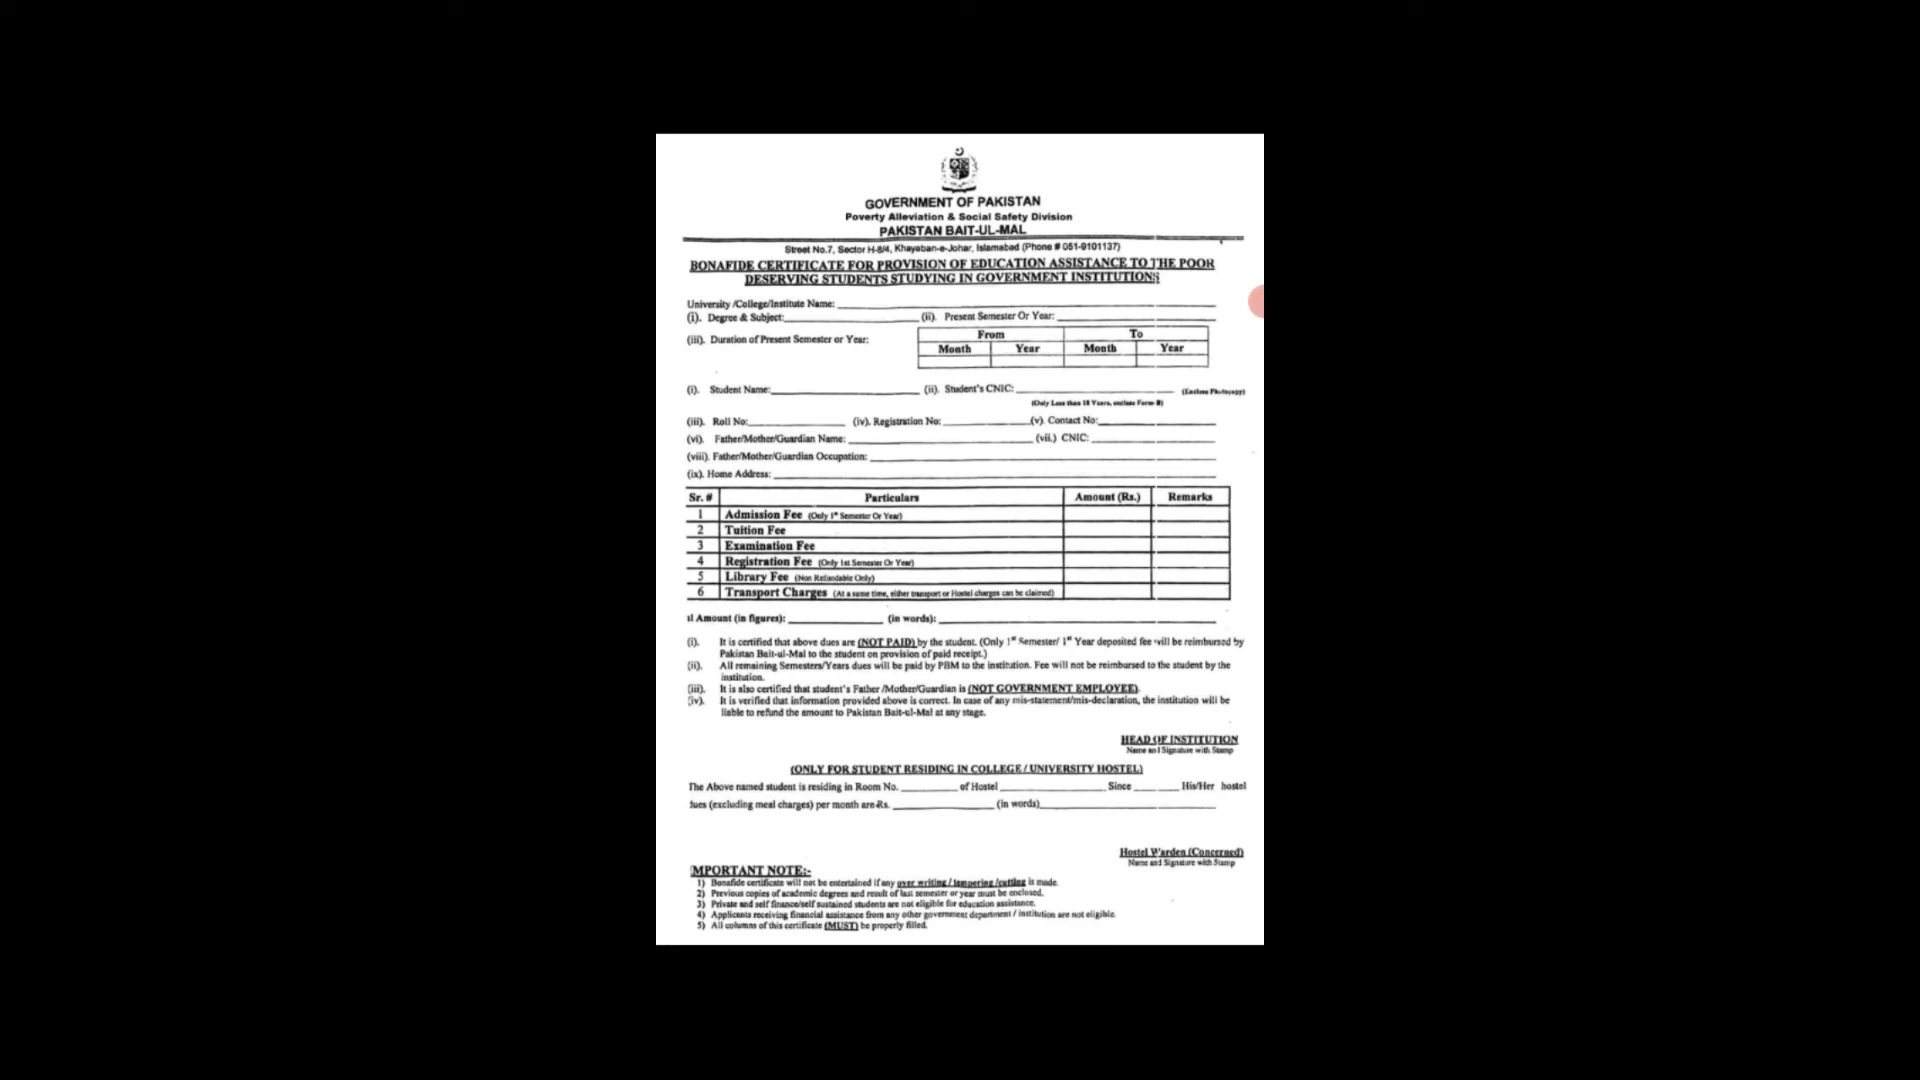 GOVERNMENT OF PAKISTAN
Poverty Alleviation & Social Safety Division
PAKISTAN BAIT-UL-MAL
Street No.7, Sector H-8/4, Khayaban-e-Johar, Islamabad (Phone # 051-9101137)
BONAFIDE CERTIFICATE FOR PROVISION OF EDUCATION ASSISTANCE TO THE POOR
DESERVING STUDENTS STUDYING IN GOVERNMENT INSTITUTIONS
University /College/Institute Name: ____
(i). Degree & Subject:____ (ii). Present Semester Or Year: ____
(iii). Duration of Present Semester or Year:
From To
Month Year Month Year
(i). Student Name:____ (ii). Student's CNIC: ____ (Enclose Photocopy)
(Only Less than 18 Years, enclose Form-B)
(iii). Roll No:____ (iv). Registration No: ____(v). Contact No:____
(vi). Father/Mother/Guardian Name: ____ (vii.) CNIC: ____
(viii). Father/Mother/Guardian Occupation: ____
(ix). Home Address: ____
Sr. # Particulars Amount (Rs.) Remarks
1 Admission Fee (Only 1st Semester Or Year)
2 Tuition Fee
3 Examination Fee
4 Registration Fee (Only 1st Semester Or Year)
5 Library Fee (Non Refundable Only)
6 Transport Charges (At a same time, either transport or Hostel charges can be claimed)
l Amount (in figures): ____ (in words): ____
(i). It is certified that above dues are (NOT PAID) by the student. (Only 1st Semester/ 1st Year deposited fee will be reimbursed by
Pakistan Bait-ul-Mal to the student on provision of paid receipt.)
(ii). All remaining Semesters/Years dues will be paid by PBM to the institution. Fee will not be reimbursed to the student by the
institution.
(iii). It is also certified that student's Father /Mother/Guardian is (NOT GOVERNMENT EMPLOYEE).
(iv). It is verified that information provided above is correct. In case of any mis-statement/mis-declaration, the institution will be
liable to refund the amount to Pakistan Bait-ul-Mal at any stage.
HEAD OF INSTITUTION
Name and Signature with Stamp
(ONLY FOR STUDENT RESIDING IN COLLEGE / UNIVERSITY HOSTEL)
The Above named student is residing in Room No. ____ of Hostel ____ Since ____ His/Her hostel
dues (excluding meal charges) per month are Rs. ____ (in words)____
Hostel Warden (Concerned)
Name and Signature with Stamp
MPORTANT NOTE:-
1) Bonafide certificate will not be entertained if any over writing / tempering /cutting is made.
2) Previous copies of academic degrees and result of last semester or year must be enclosed.
3) Private and self finance/self sustained students are not eligible for education assistance.
4) Applicants receiving financial assistance from any other government department / institution are not eligible.
5) All columns of this certificate (MUST) be properly filled.